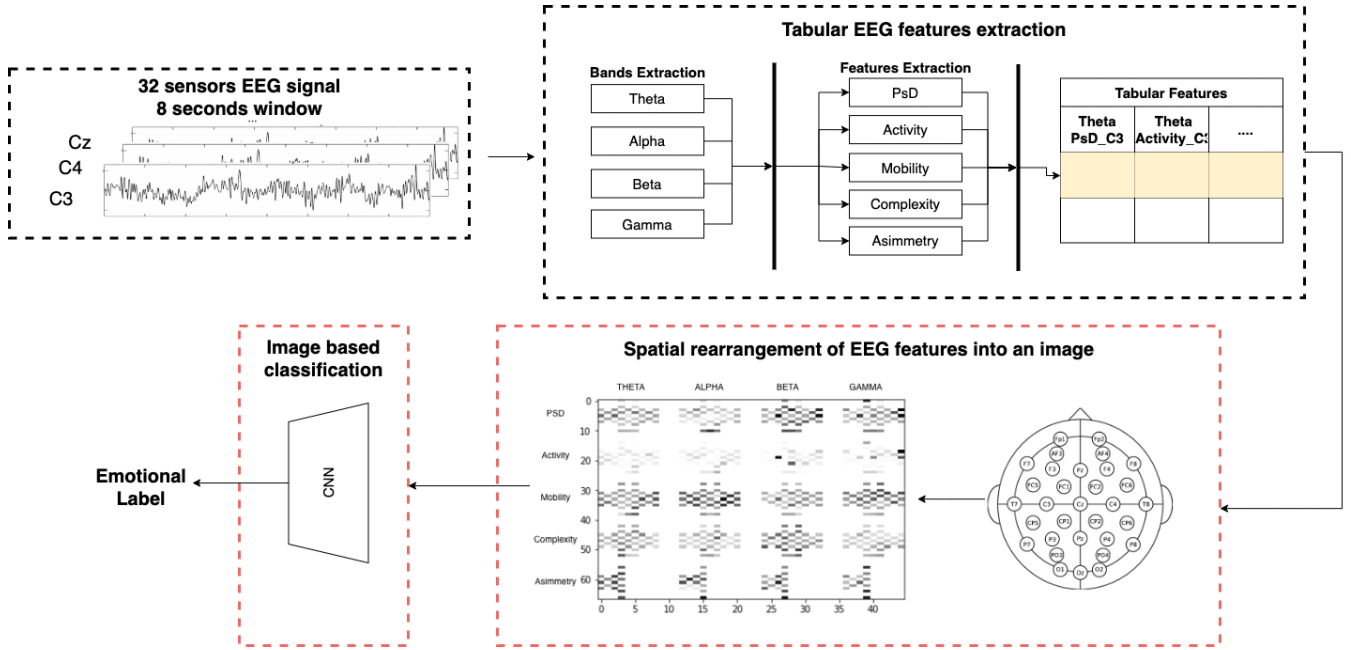 Tabular EEG features extraction
32 sensors EEG signal
8 seconds window
...
Cz
C4
C3
Bands Extraction
Theta
Alpha
Beta
Gamma
Features Extraction
PsD
Activity
Mobility
Complexity
Asimmetry
Tabular Features
Theta PsD_C3
Theta Activity_C3
....
Image based
classification
CNN
Emotional
Label
Spatial rearrangement of EEG features into an image
THETA ALPHA BETA GAMMA
PSD
Activity
Mobility
Complexity
Asimmetry
0
10
20
30
40
50
60
0 5 10 15 20 25 30 35 40
Fp1 Fp2
AF3 AF4
F7 F3 Fz F4 F8
FC5 FC1 FC2 FC6
T7 C3 Cz C4 T8
CP5 CP1 CP2 CP6
P7 P3 Pz P4 P8
PO3 PO4
O1 Oz O2